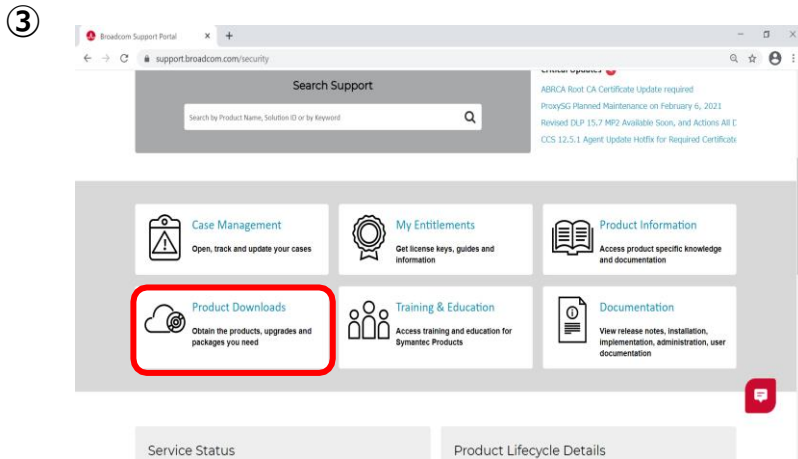 ③
Broadcom Support Portal
support.broadcom.com/security
Search Support
Search by Product Name, Solution ID or by Keyword
Critical Updates
ABRCA Root CA Certificate Update required
ProxySG Planned Maintenance on February 6, 2021
Revised DLP 15.7 MP2 Available Soon, and Actions All D
CCS 12.5.1 Agent Update Hotfix for Required Certificate
Case Management
Open, track and update your cases
My Entitlements
Get license keys, guides and
information
Product Information
Access product specific knowledge
and documentation
Product Downloads
Obtain the products, upgrades and
packages you need
Training & Education
Access training and education for
Symantec Products
Documentation
View release notes, installation,
implementation, administration, user
documentation
Service Status
Product Lifecycle Details